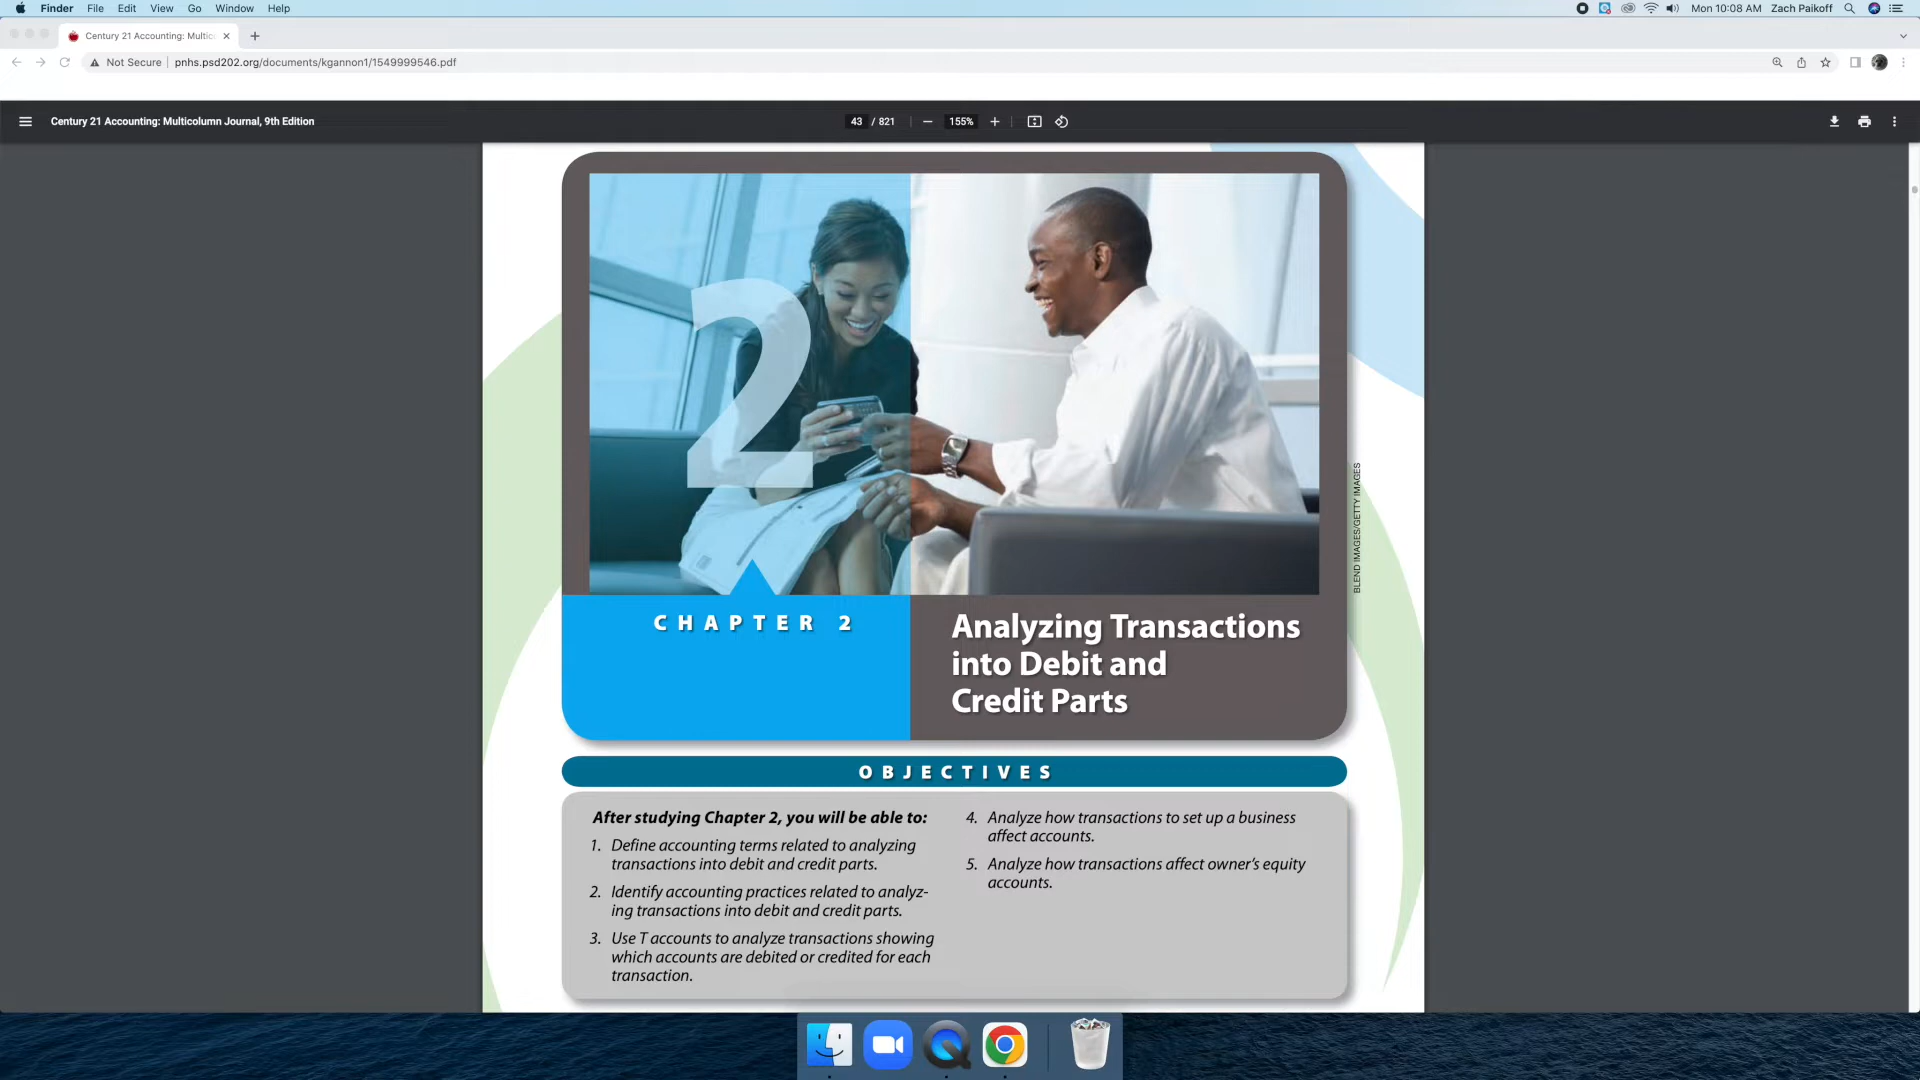 Finder File Edit View Go Window Help Mon 10:08 AM Zach Paikoff
Century 21 Accounting: Multic
Not Secure pnhs.psd202.org/documents/kgannon1/1549999546.pdf
Century 21 Accounting: Multicolumn Journal, 9th Edition 43 / 821 155%
2
BLEND IMAGES/GETTY IMAGES
CHAPTER 2
Analyzing Transactions
into Debit and
Credit Parts
OBJECTIVES
After studying Chapter 2, you will be able to:
1. Define accounting terms related to analyzing
transactions into debit and credit parts.
2. Identify accounting practices related to analyz-
ing transactions into debit and credit parts.
3. Use T accounts to analyze transactions showing
which accounts are debited or credited for each
transaction.
4. Analyze how transactions to set up a business
affect accounts.
5. Analyze how transactions affect owner's equity
accounts.